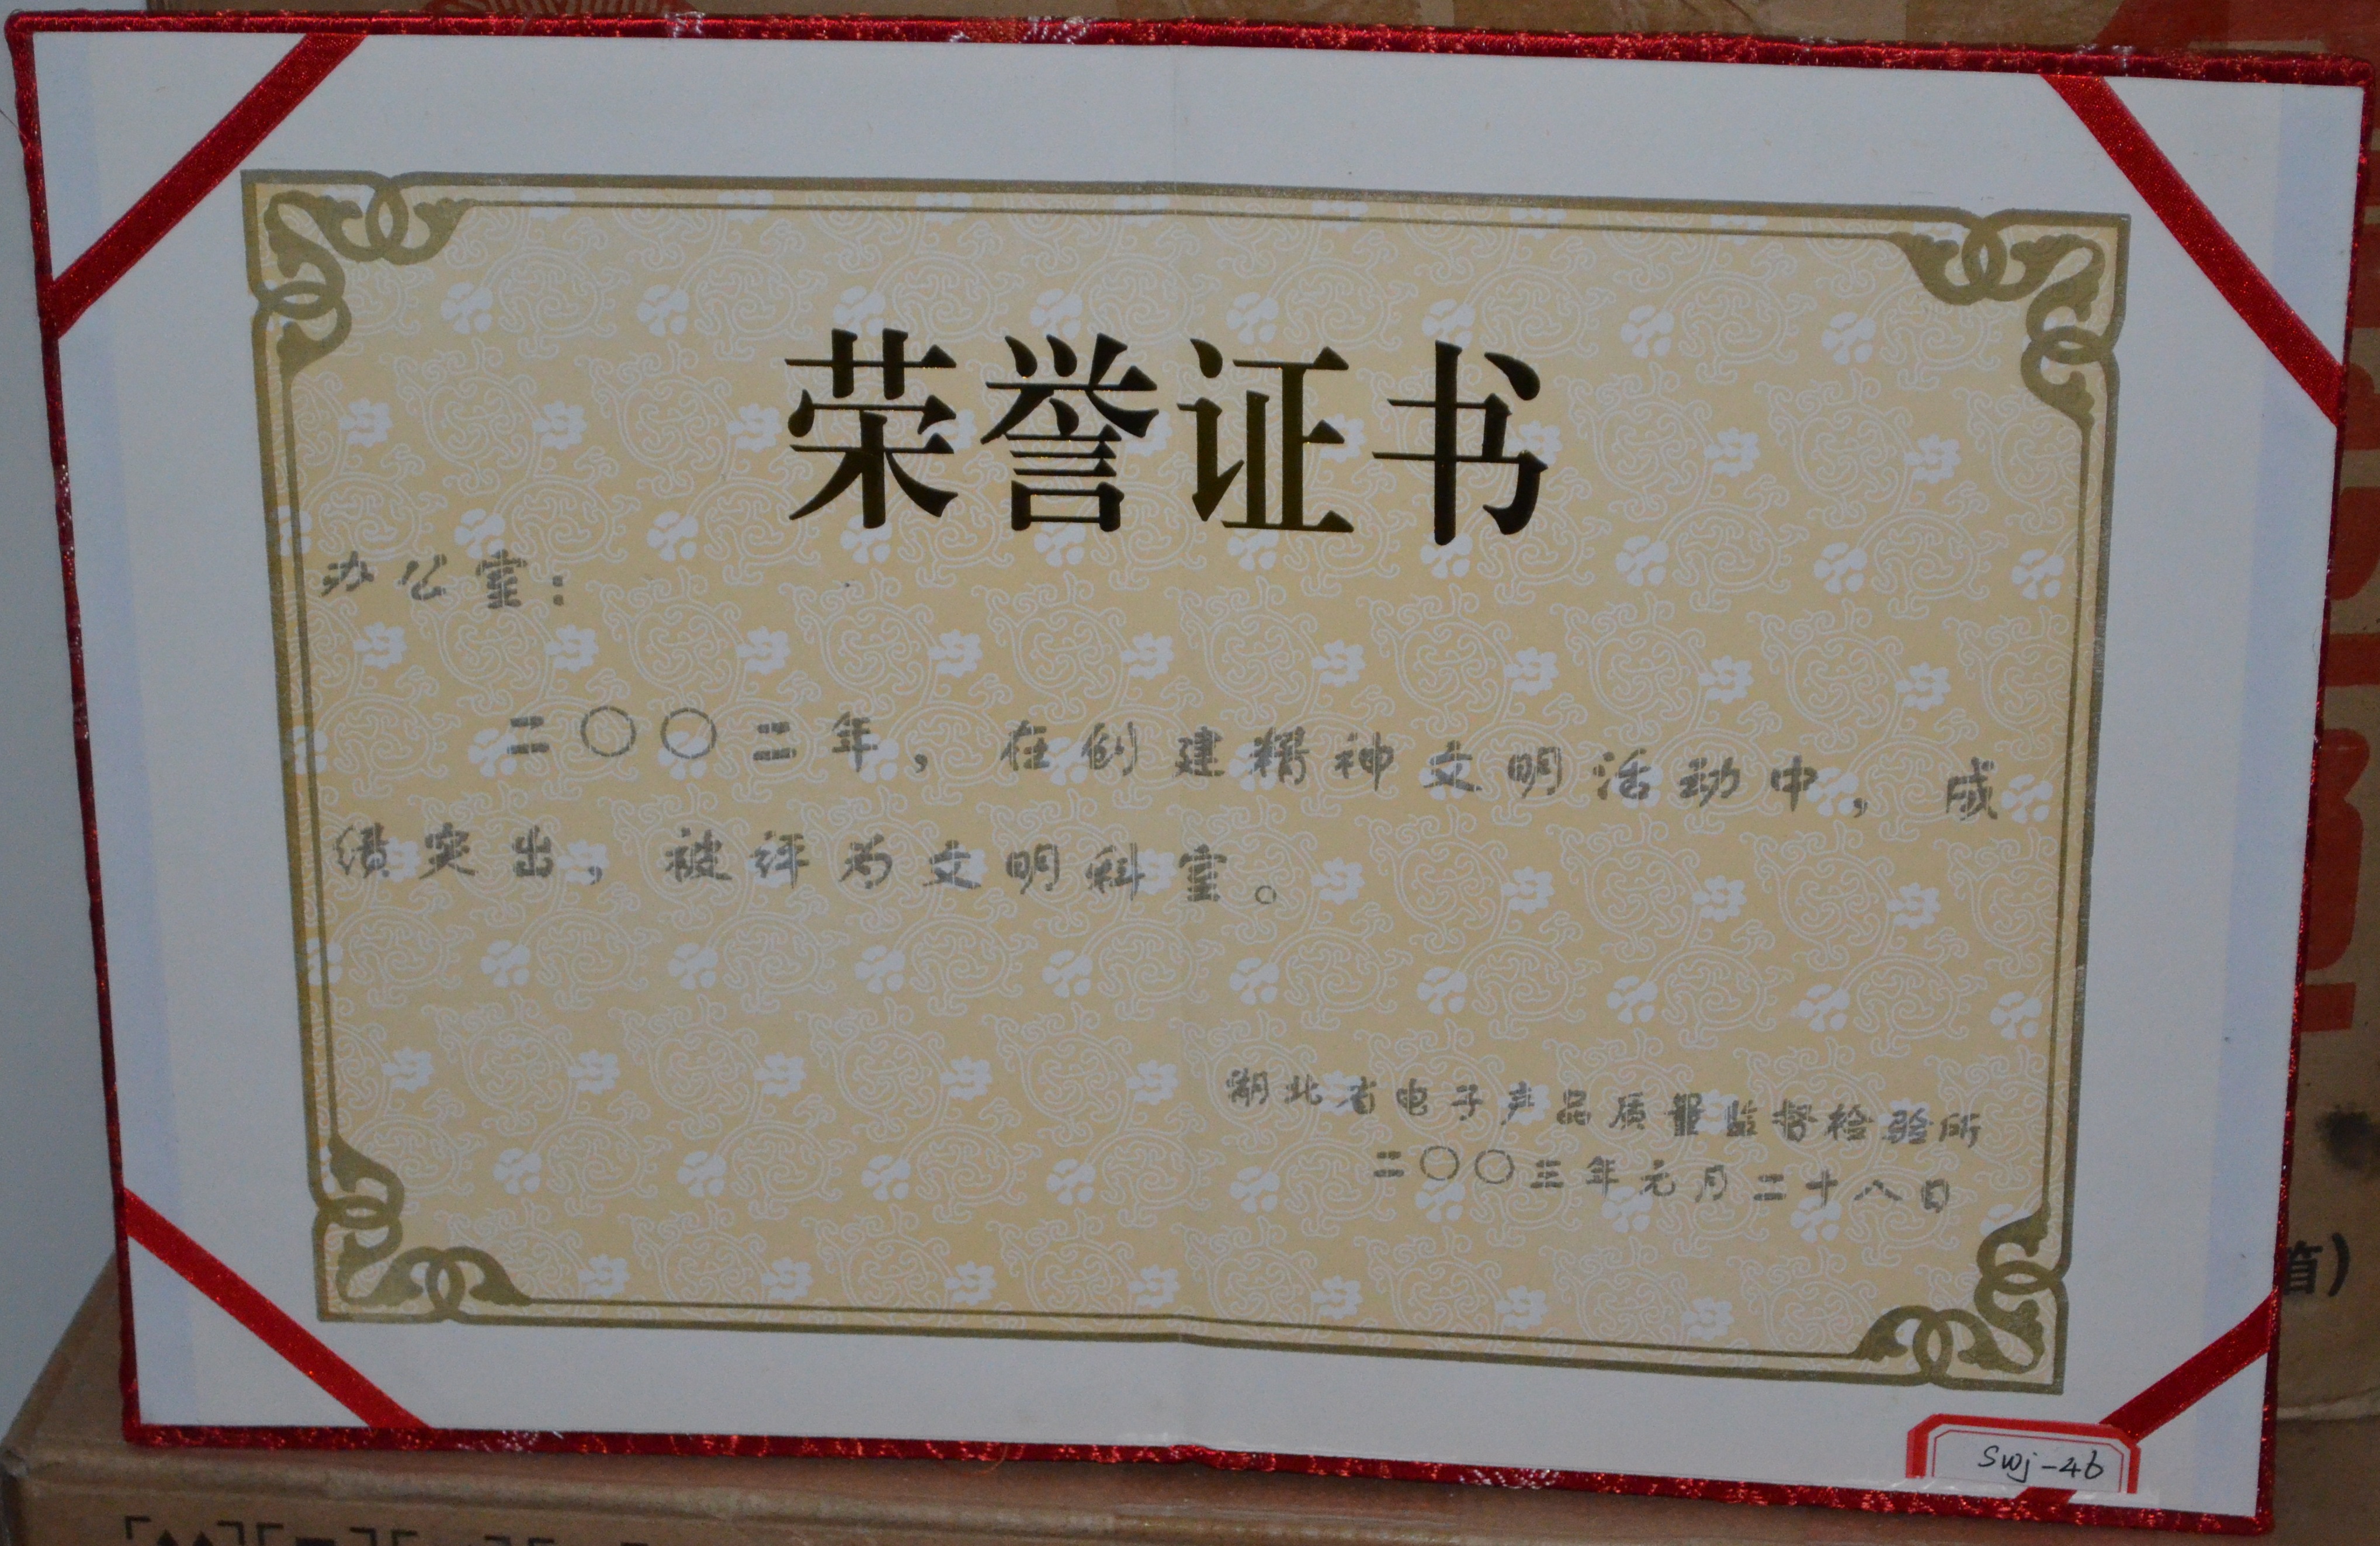 荣誉证书
办公室：
二〇〇二年，在创建精神文明活动中，成
绩突出，被评为文明科室。
湖北省电子产品质量监督检验所
二〇〇三年元月二十八日
swj-46